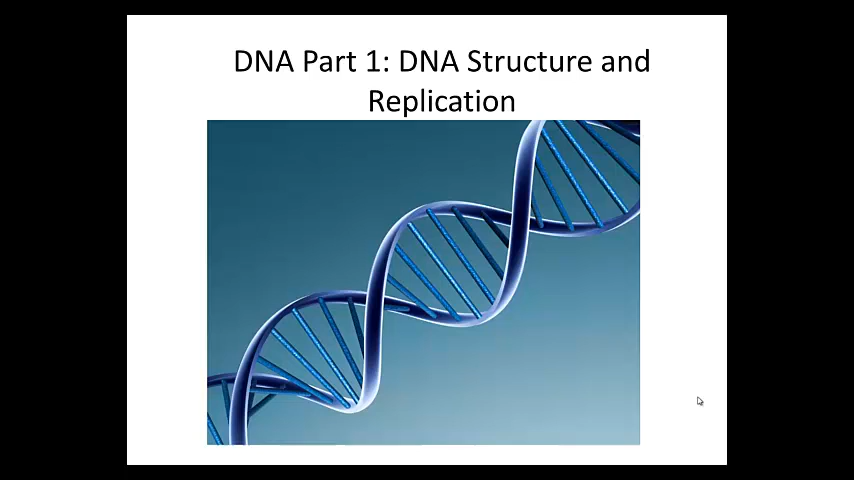 DNA Part 1: DNA Structure and
Replication